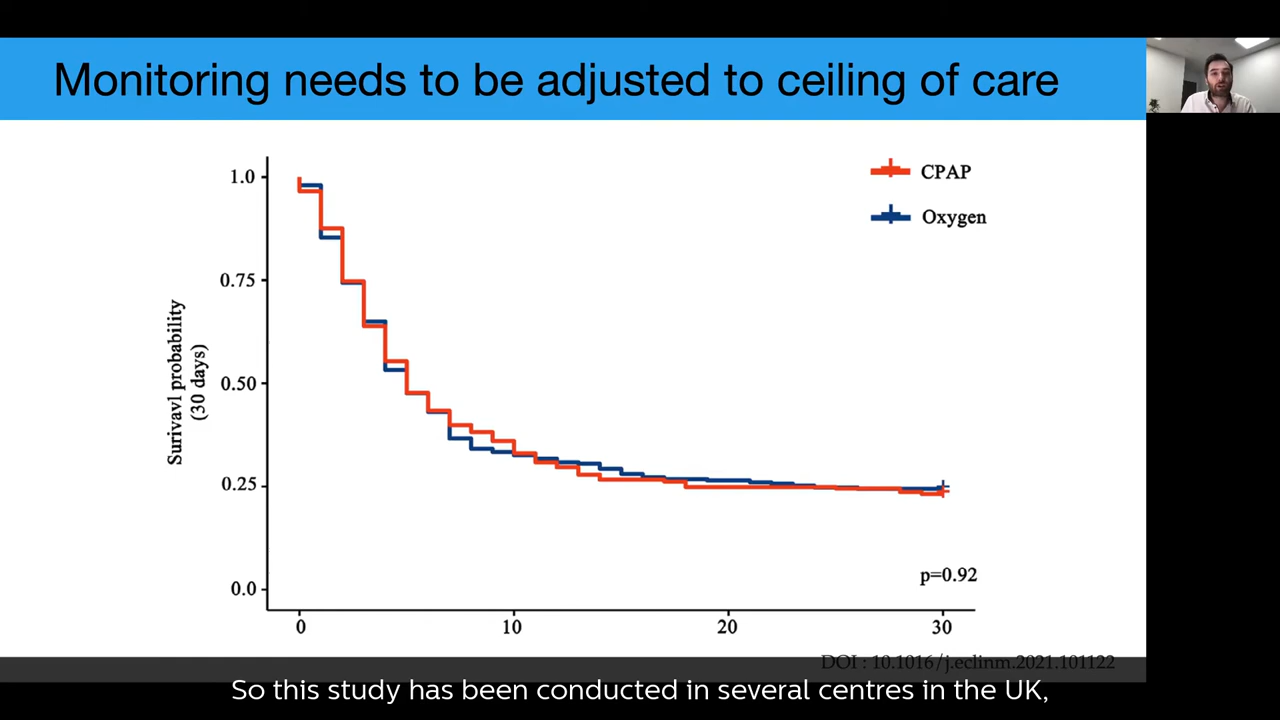 Monitoring needs to be adjusted to ceiling of care
CPAP
Oxygen
1.0
0.75
0.50
0.25
0.0
Surivavl probability
(30 days)
p=0.92
0
10
20
30
DOI : 10.1016/j.eclinm.2021.101122
So this study has been conducted in several centres in the UK,